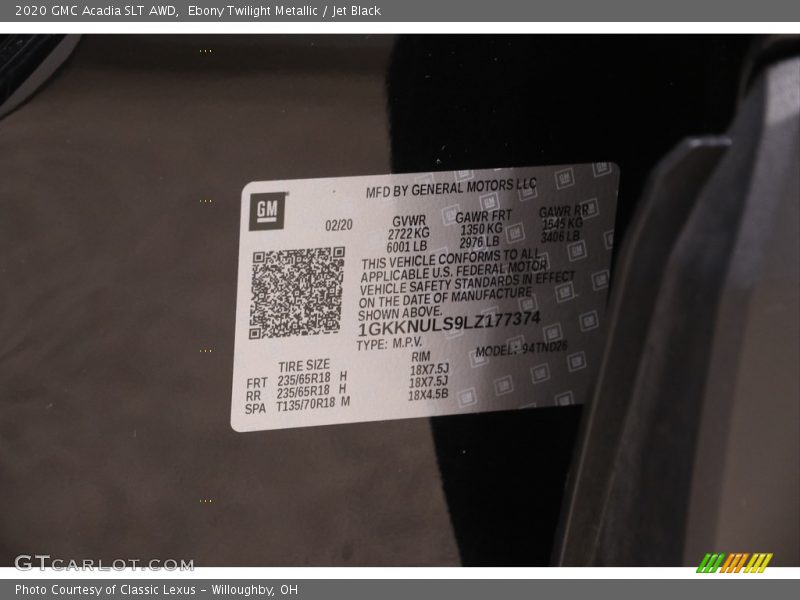 2020 GMC Acadia SLT AWD,  Ebony Twilight Metallic / Jet Black
GM
MFD BY GENERAL MOTORS LLC
02/20
GVWR GAWR FRT GAWR RR
2722 KG 1350 KG 1545 KG
6001 LB 2976 LB 3406 LB
THIS VEHICLE CONFORMS TO ALL
APPLICABLE U.S. FEDERAL MOTOR
VEHICLE SAFETY STANDARDS IN EFFECT
ON THE DATE OF MANUFACTURE
SHOWN ABOVE.
1GKKNULS9LZ177374
TYPE: M.P.V. MODEL: 94TND26
TIRE SIZE RIM
FRT 235/65R18 H 18X7.5J
RR 235/65R18 H 18X7.5J
SPA T135/70R18 M 18X4.5B
GTCARLOT.COM
Photo Courtesy of Classic Lexus - Willoughby, OH